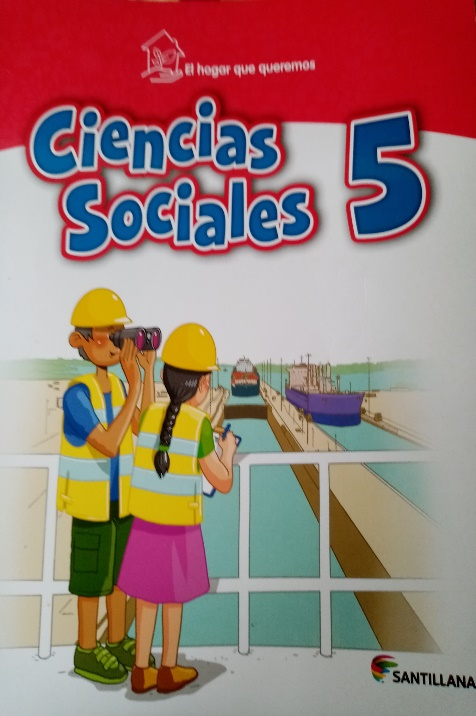 El hogar que queremos
Ciencias
Sociales 5
SANTILLANA